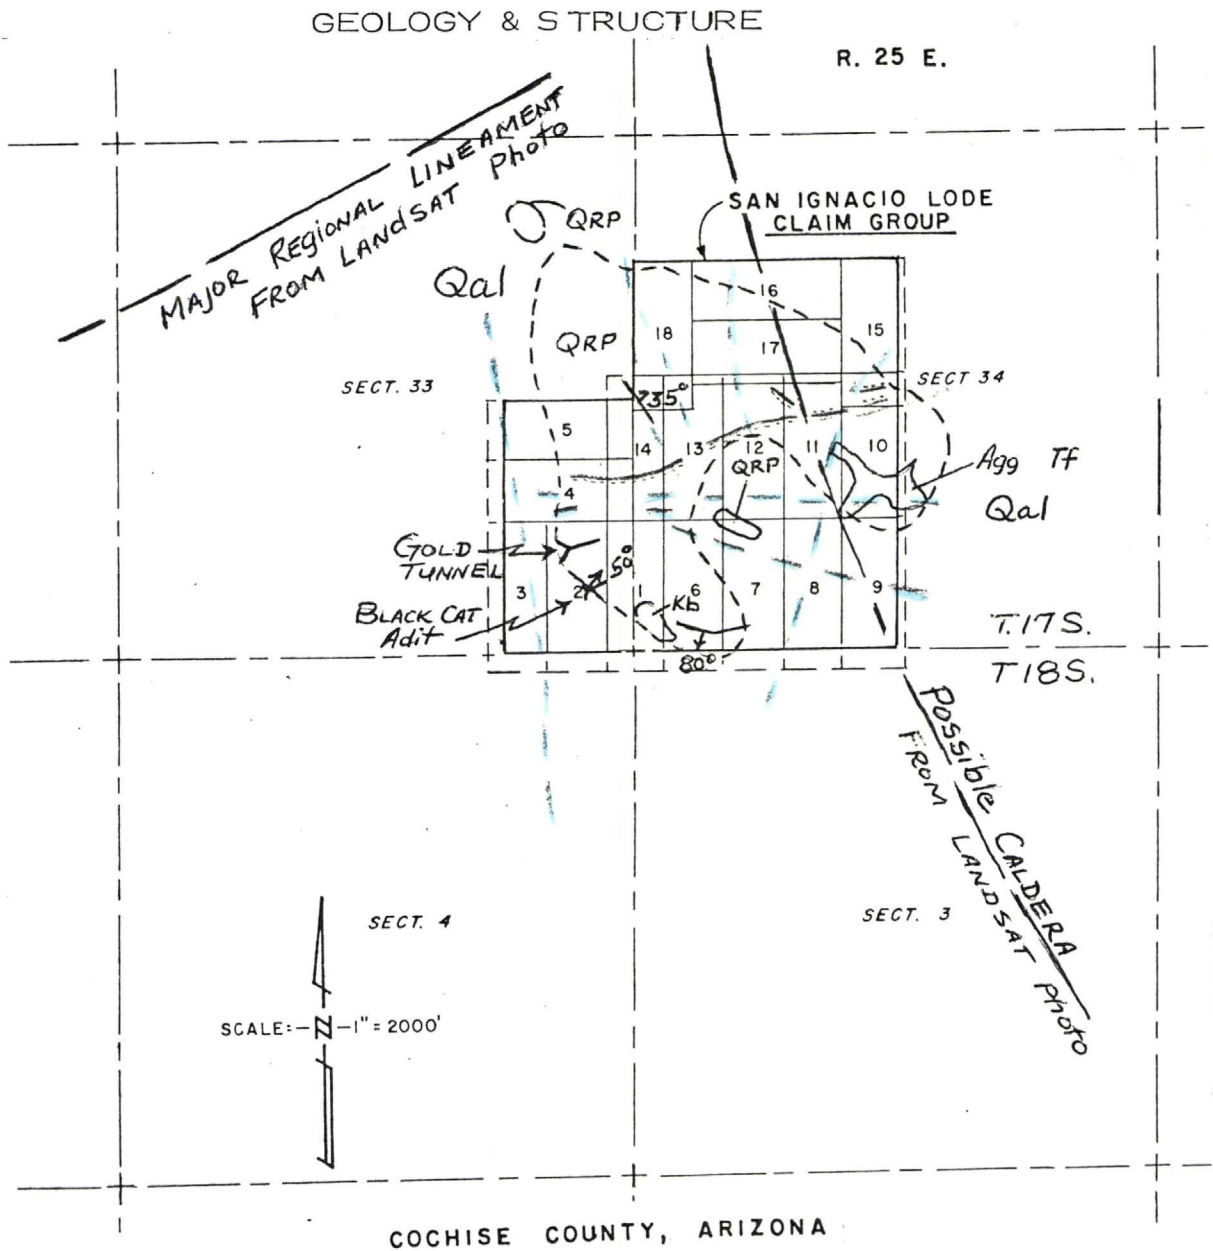 GEOLOGY & STRUCTURE
R. 25 E.
MAJOR REGIONAL LINEAMENT
FROM LANDSAT Photo
QRP
SAN IGNACIO LODE
CLAIM GROUP
Qal
16
QRP
18
15
17
SECT. 33
SECT 34
35°
5
14
13
12
11
10
QRP
Agg Tf
4
Qal
GOLD
TUNNEL
50°
3
2
6
7
8
9
Kb
BLACK CAT
Adit
T.17S.
80°
T18S.
Possible CALDERA
FROM LANDSAT Photo
SECT. 4
SECT. 3
SCALE:-N-1"=2000'
COCHISE COUNTY, ARIZONA